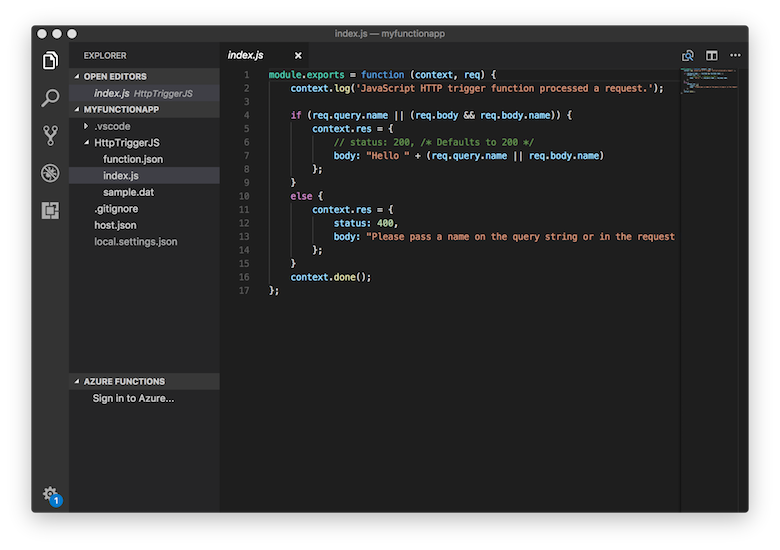 index.js — myfunctionapp
EXPLORER
OPEN EDITORS
index.js HttpTriggerJS
MYFUNCTIONAPP
.vscode
HttpTriggerJS
function.json
index.js
sample.dat
.gitignore
host.json
local.settings.json
AZURE FUNCTIONS
Sign in to Azure...
1
index.js
1 module.exports = function (context, req) {
2     context.log('JavaScript HTTP trigger function processed a request.');
3
4     if (req.query.name || (req.body && req.body.name)) {
5         context.res = {
6             // status: 200, /* Defaults to 200 */
7             body: "Hello " + (req.query.name || req.body.name)
8         };
9     }
10     else {
11         context.res = {
12             status: 400,
13             body: "Please pass a name on the query string or in the request
14         };
15     }
16     context.done();
17 };